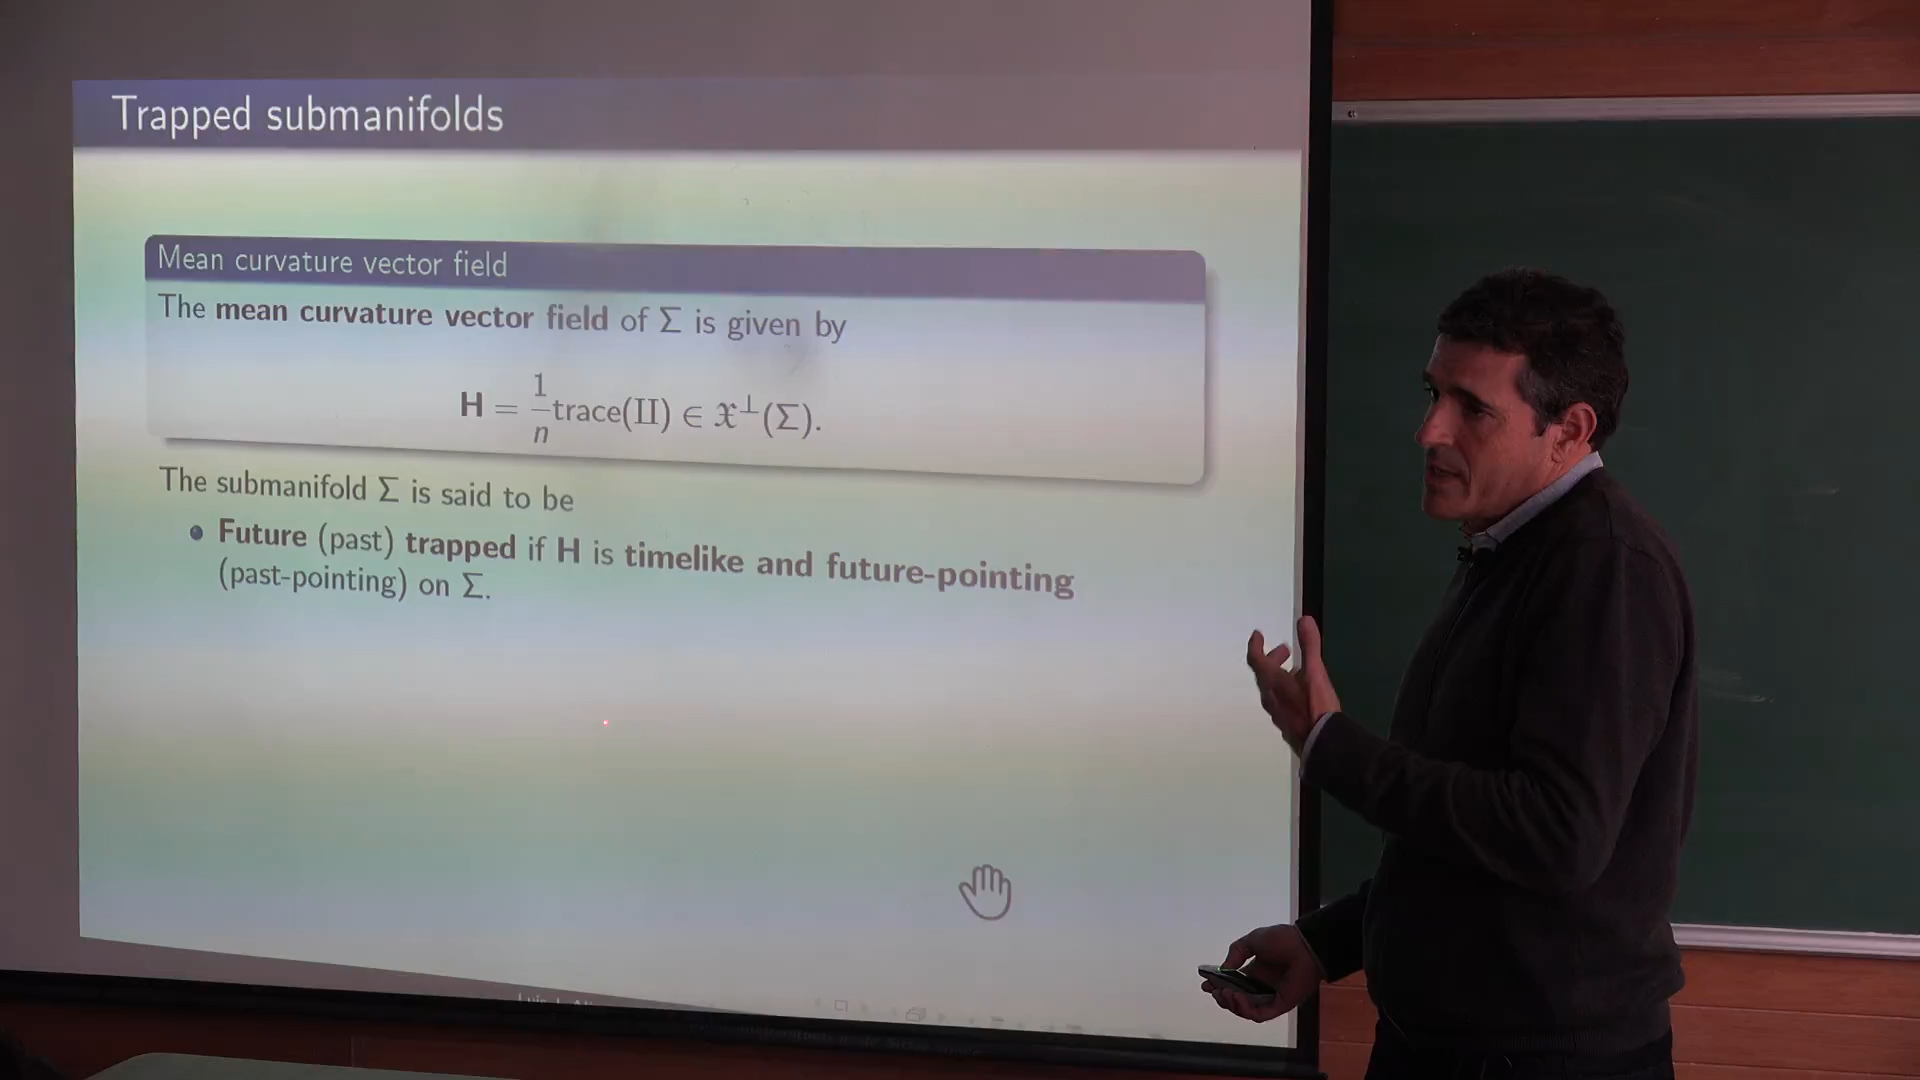 Trapped submanifolds
Mean curvature vector field
The mean curvature vector field of Σ is given by
H = 1/n trace(II) ∈ 𝔛⊥(Σ).
The submanifold Σ is said to be
• Future (past) trapped if H is timelike and future-pointing
(past-pointing) on Σ.